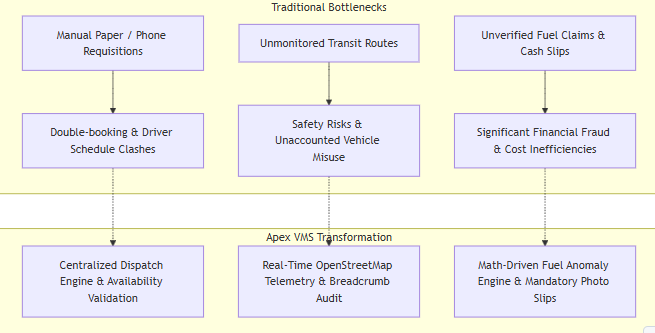 Traditional Bottlenecks
Manual Paper / Phone
Requisitions
Unmonitored Transit Routes
Unverified Fuel Claims &
Cash Slips
Double-booking & Driver
Schedule Clashes
Safety Risks &
Unaccounted Vehicle
Misuse
Significant Financial Fraud
& Cost Inefficiencies
Apex VMS Transformation
Centralized Dispatch
Engine & Availability
Validation
Real-Time OpenStreetMap
Telemetry & Breadcrumb
Audit
Math-Driven Fuel Anomaly
Engine & Mandatory Photo
Slips